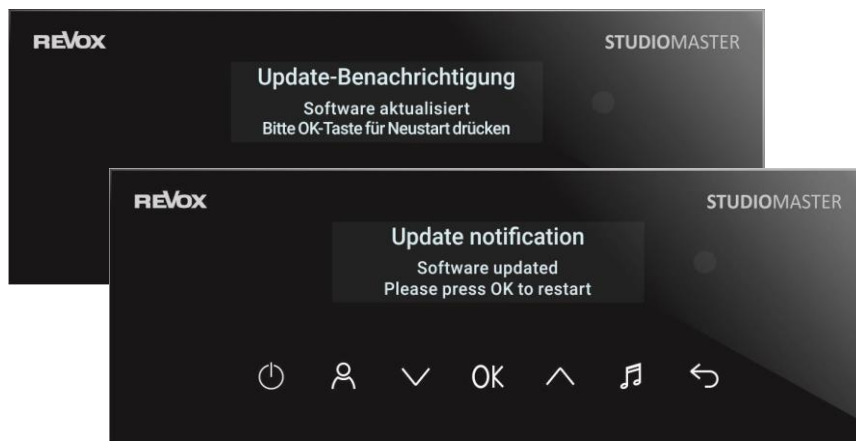 REVOX
STUDIOMASTER
Update-Benachrichtigung
Software aktualisiert
Bitte OK-Taste für Neustart drücken
REVOX
STUDIOMASTER
Update notification
Software updated
Please press OK to restart
OK